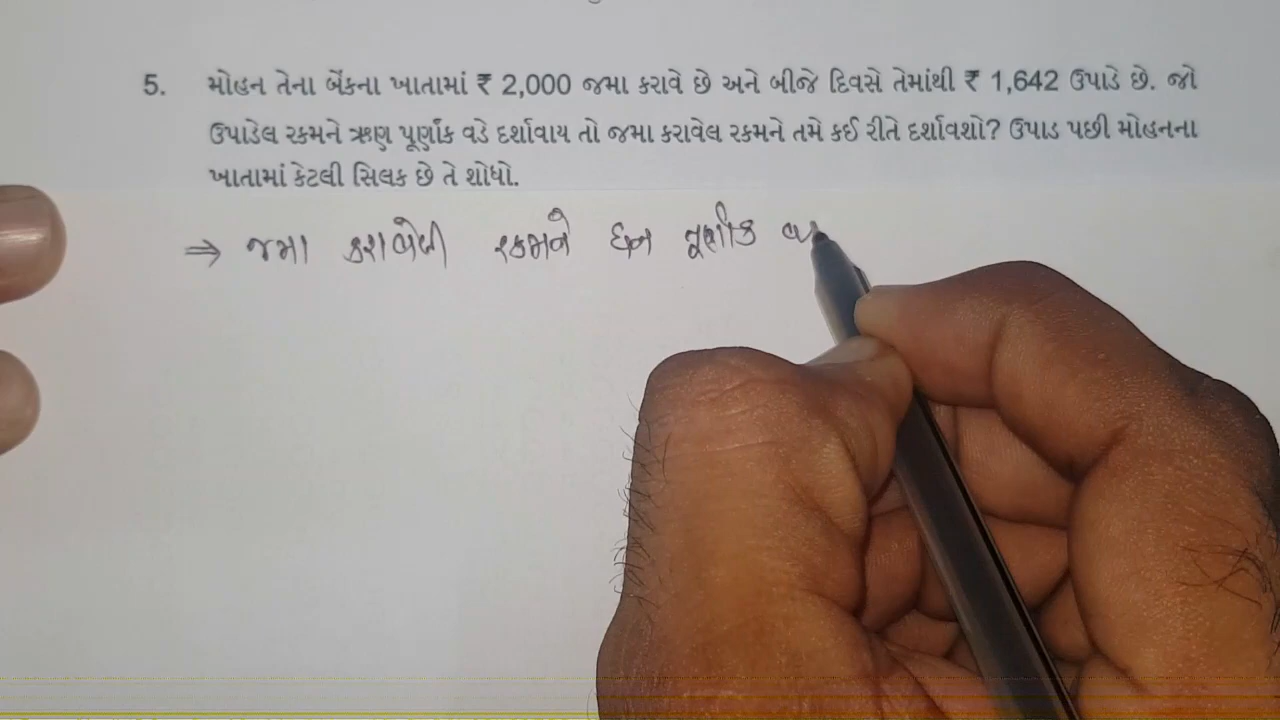 5. મોહન તેના બેંકના ખાતામાં ₹ 2,000 જમા કરાવે છે અને બીજે દિવસે તેમાંથી ₹ 1,642 ઉપાડે છે. જો
ઉપાડેલ રકમને ઋણ પૂર્ણાંક વડે દર્શાવાય તો જમા કરાવેલ રકમને તમે કઈ રીતે દર્શાવશો? ઉપાડ પછી મોહનના
ખાતામાં કેટલી સિલક છે તે શોધો.
⇒ જમા કરાવેલી રકમને ધન પૂર્ણાંક વ